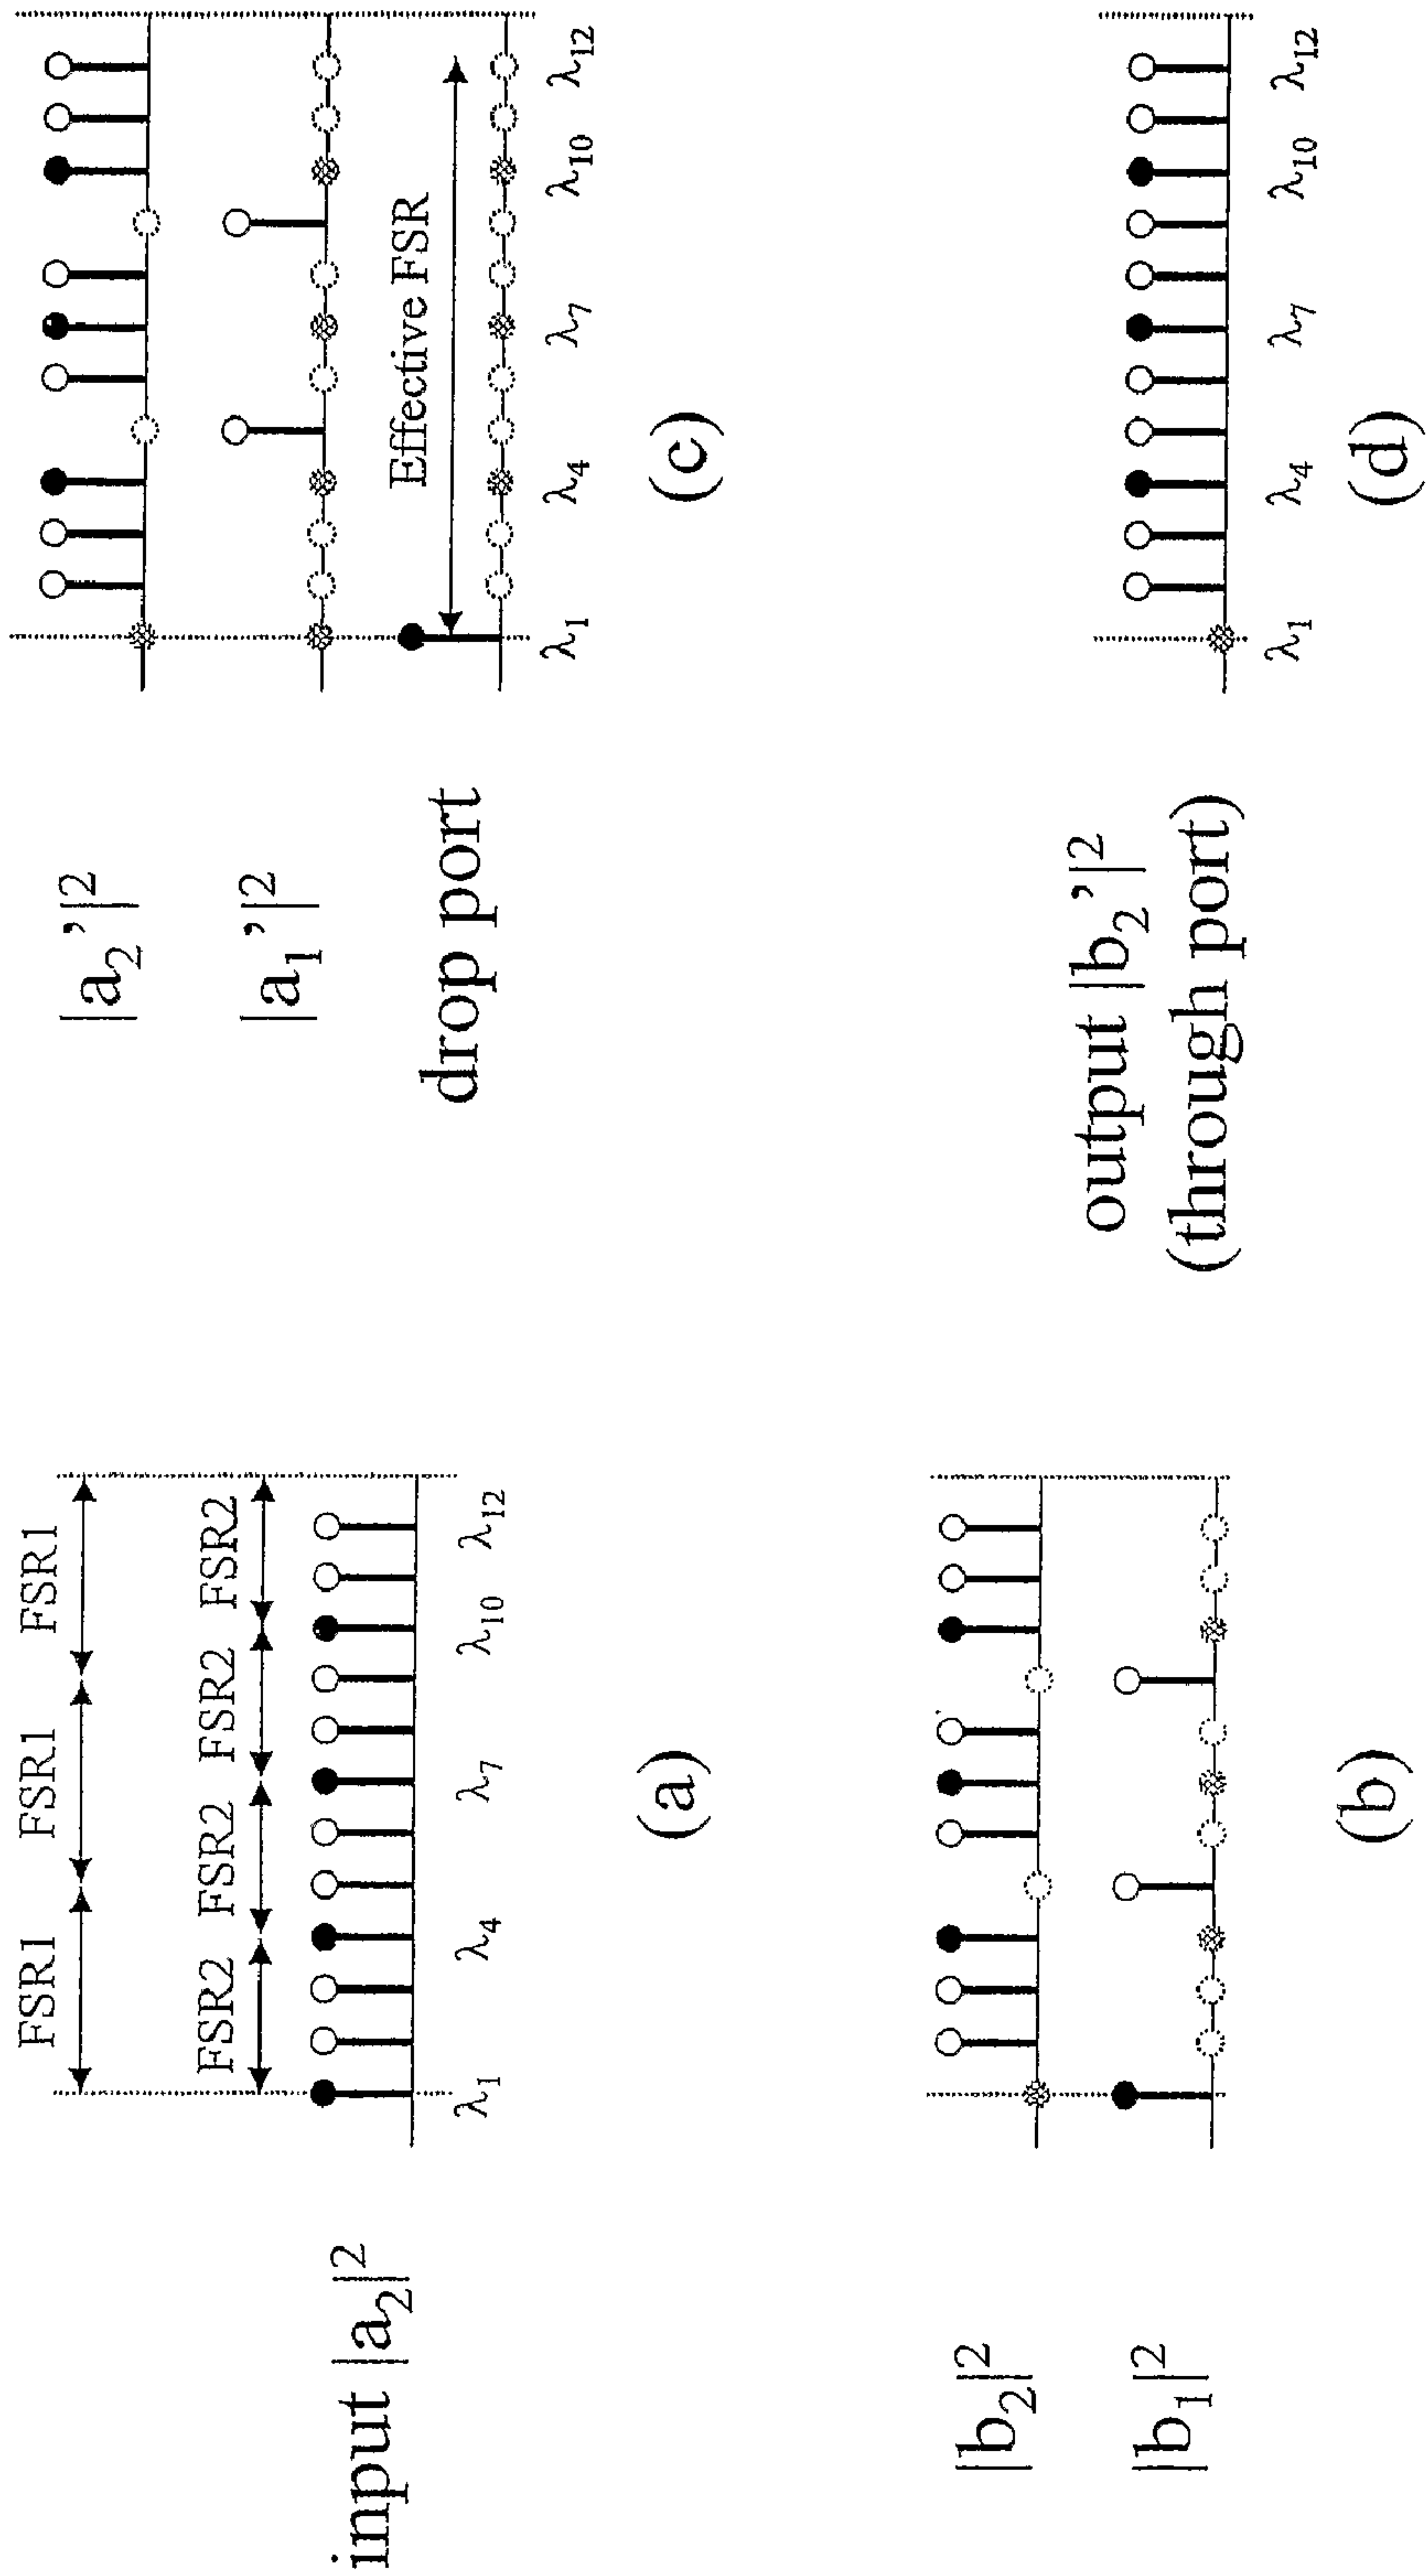 FSR1 FSR1 FSR1
FSR2 FSR2 FSR2 FSR2
input |a₂|²
λ₁ λ₄ λ₇ λ₁₀ λ₁₂
(a)
|b₂|²
|b₁|²
(b)
|a₂’|²
|a₁’|²
Effective FSR
drop port
λ₁ λ₄ λ₇ λ₁₀ λ₁₂
(c)
output |b₂’|²
(through port)
λ₁ λ₄ λ₇ λ₁₀ λ₁₂
(d)